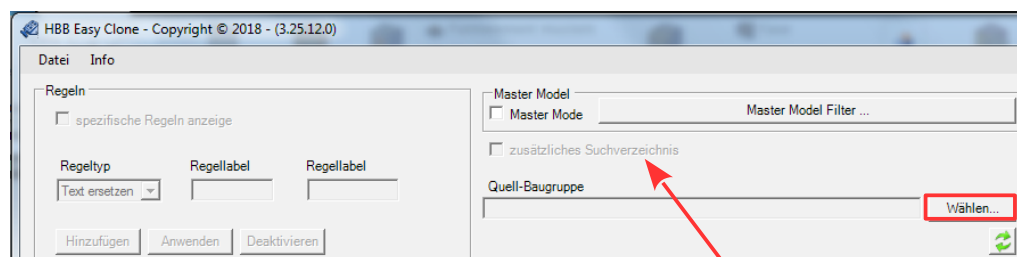 HBB Easy Clone - Copyright © 2018 - (3.25.12.0)
Datei Info
Regeln
spezifische Regeln anzeige
Regeltyp Regellabel Regellabel
Text ersetzen
Hinzufügen Anwenden Deaktivieren
Master Model
Master Mode Master Model Filter ...
zusätzliches Suchverzeichnis
Quell-Baugruppe
Wählen...